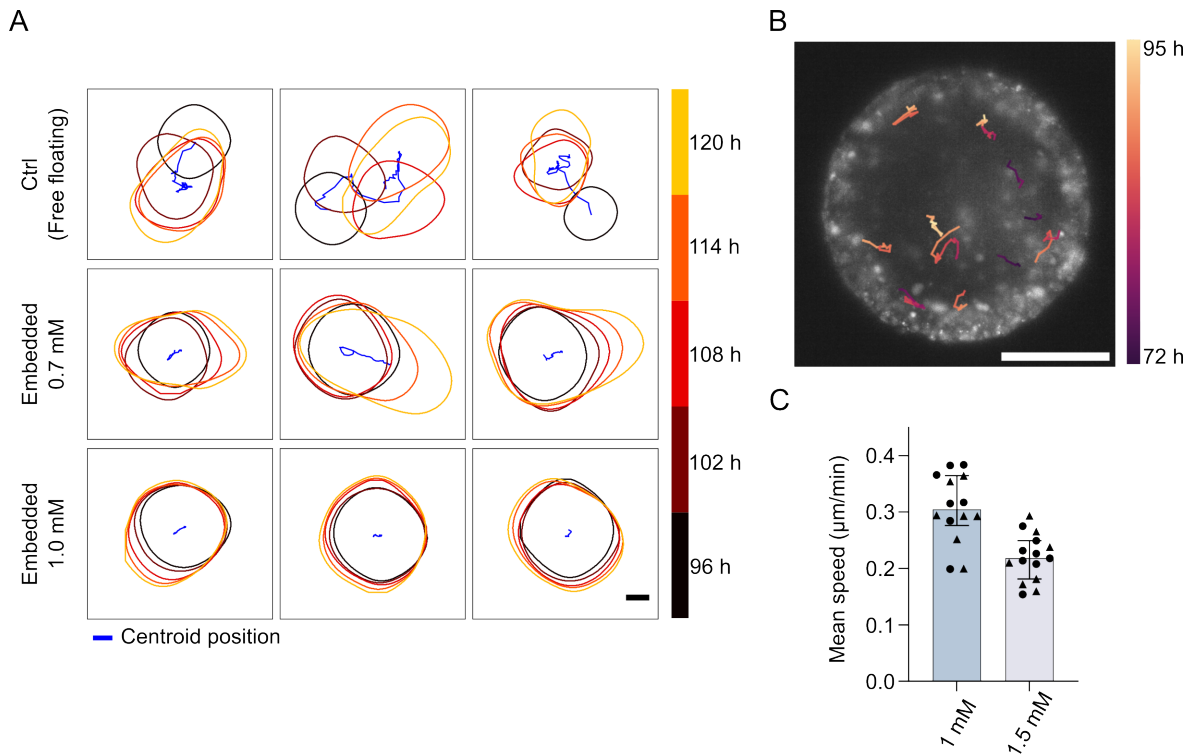 A
Ctrl
(Free floating)
Embedded
0.7 mM
Embedded
1.0 mM
120 h
114 h
108 h
102 h
96 h
Centroid position
B
95 h
72 h
C
Mean speed (µm/min)
0.4
0.3
0.2
0.1
0.0
1 mM
1.5 mM